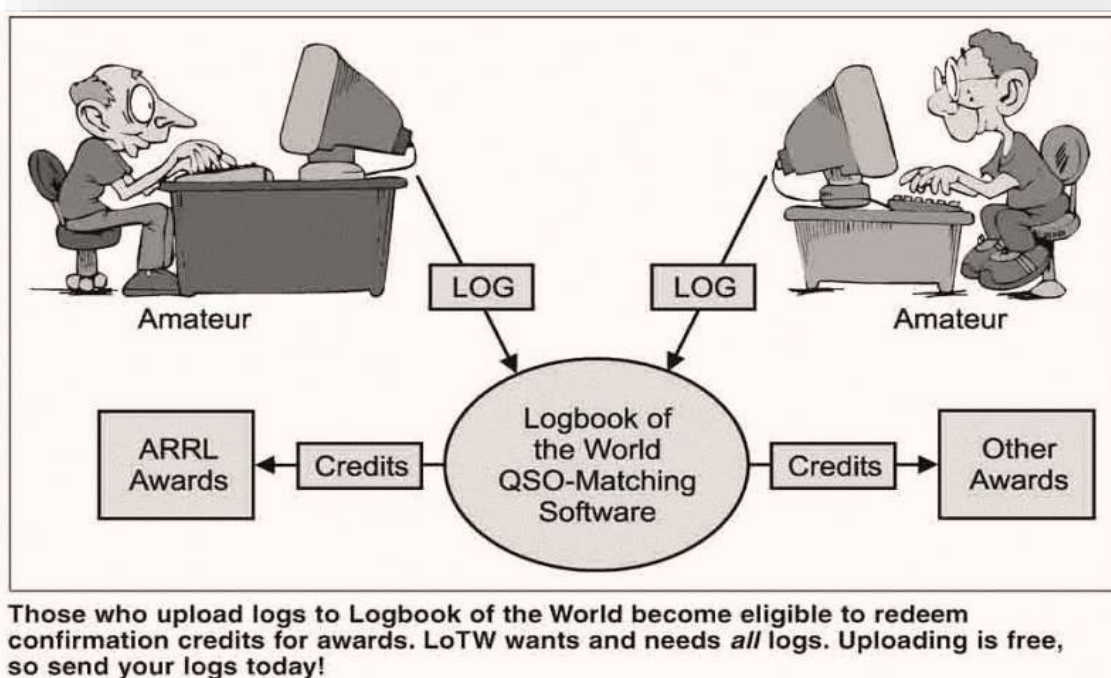 LOG
LOG
Amateur
Amateur
Logbook of
the World
QSO-Matching
Software
ARRL
Awards
Credits
Credits
Other
Awards
Those who upload logs to Logbook of the World become eligible to redeem
confirmation credits for awards. LoTW wants and needs all logs. Uploading is free,
so send your logs today!